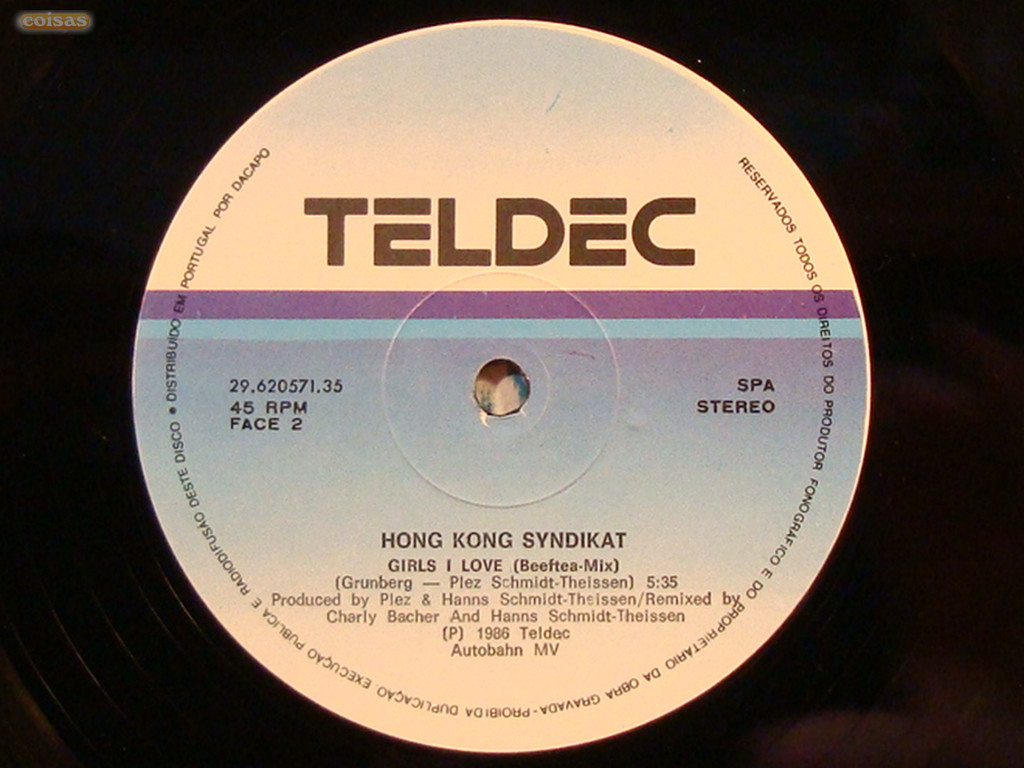 coisas
TELDEC
29.620571.35
45 RPM
FACE 2
SPA
STEREO
HONG KONG SYNDIKAT
GIRLS I LOVE (Beeftea-Mix)
(Grunberg — Plez Schmidt-Theissen) 5:35
Produced by Plez & Hanns Schmidt-Theissen/Remixed by
Charly Bacher And Hanns Schmidt-Theissen
(P) 1986 Teldec
Autobahn MV
RESERVADOS TODOS OS DIREITOS DO PRODUTOR FONOGRAFICO E DO PROPRIETARIO DA OBRA GRAVADA-PROIBIDA DUPLICAÇÃO. EXECUÇÃO PUBLICA E RADIODIFUSÃO DESTE DISCO • DISTRIBUIDO EM PORTUGAL POR DACAPO